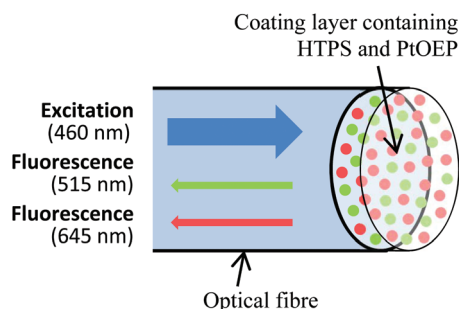 Coating layer containing
HTPS and PtOEP
Excitation
(460 nm)
Fluorescence
(515 nm)
Fluorescence
(645 nm)
Optical fibre